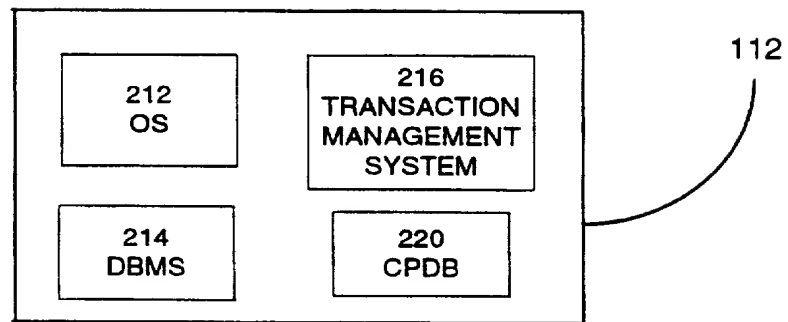 212
OS
216
TRANSACTION
MANAGEMENT
SYSTEM
112
214
DBMS
220
CPDB